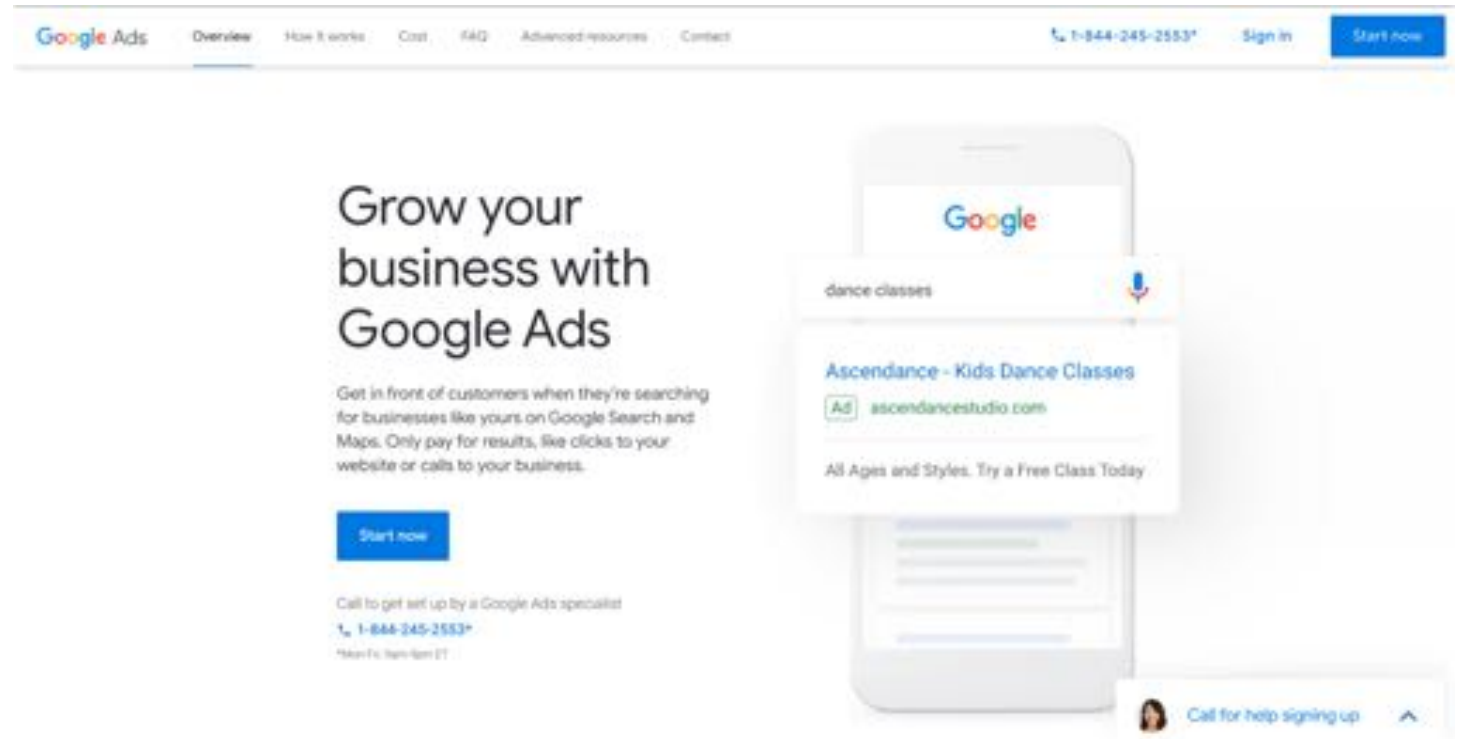 Google Ads
Overview
How it works
Cost
FAQ
Advanced resources
Contact
1-844-245-2553*
Sign in
Start now
Grow your
business with
Google Ads
Get in front of customers when they're searching
for businesses like yours on Google Search and
Maps. Only pay for results, like clicks to your
website or calls to your business.
Start now
Call to get set up by a Google Ads specialist
1-844-245-2553*
*Mon-Fri, 9am-9pm ET
Google
dance classes
Ascendance - Kids Dance Classes
Ad ascendancestudio.com
All Ages and Styles. Try a Free Class Today
Call for help signing up